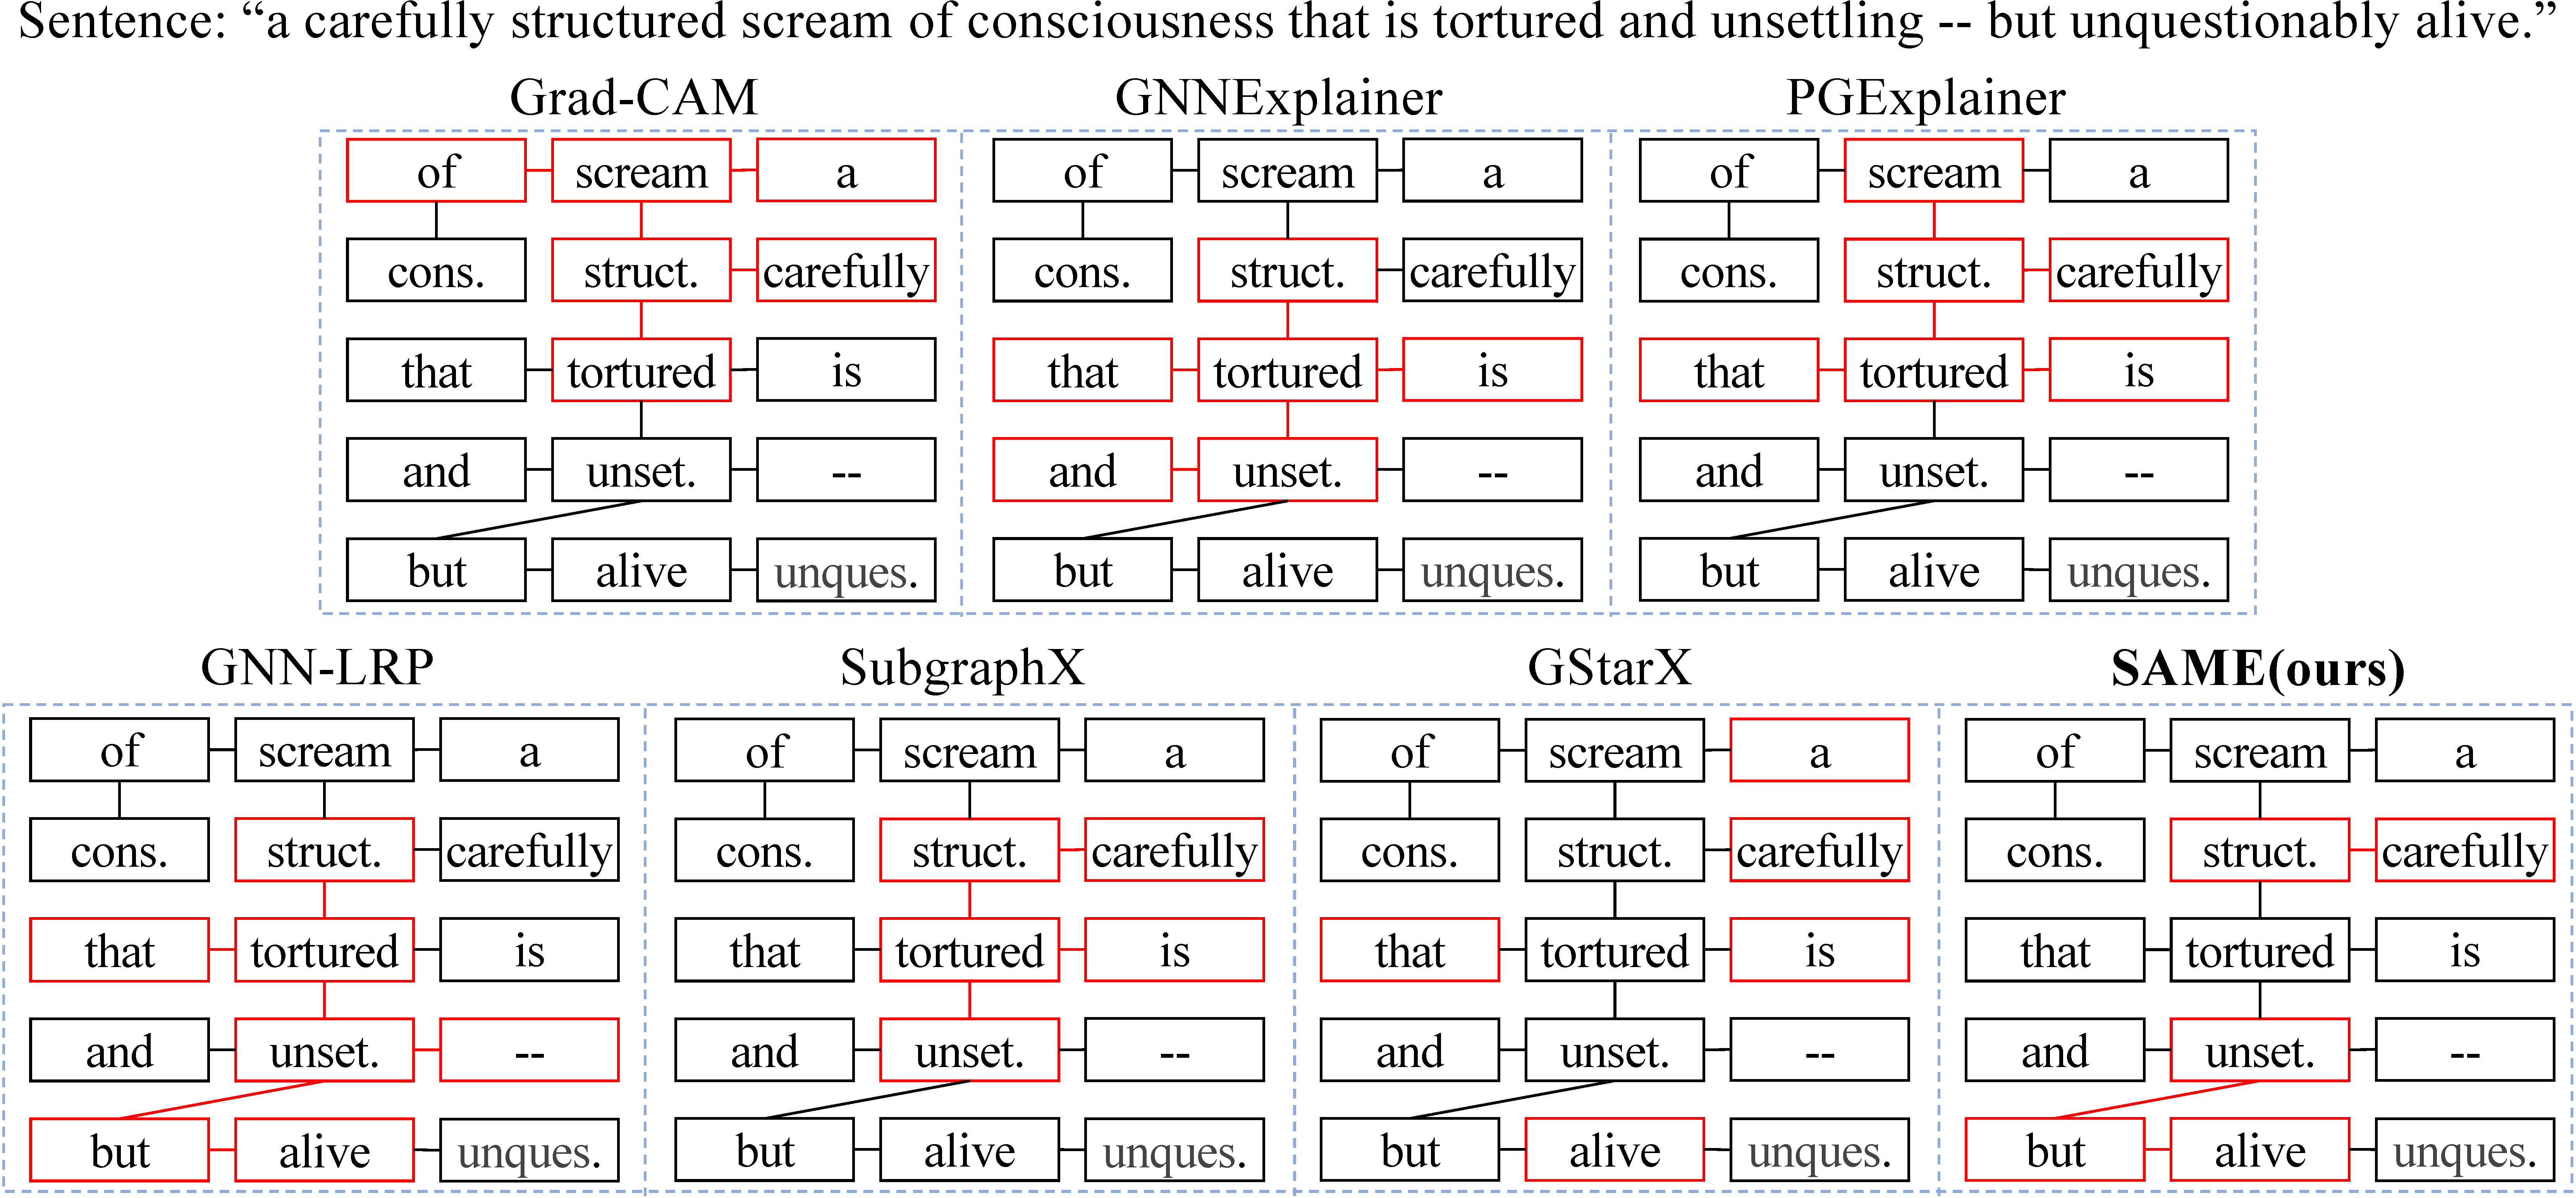 Sentence: “a carefully structured scream of consciousness that is tortured and unsettling -- but unquestionably alive.”
Grad-CAM
of scream a
cons. struct. carefully
that tortured is
and unset. --
but alive unques.
GNNExplainer
of scream a
cons. struct. carefully
that tortured is
and unset. --
but alive unques.
PGExplainer
of scream a
cons. struct. carefully
that tortured is
and unset. --
but alive unques.
GNN-LRP
of scream a
cons. struct. carefully
that tortured is
and unset. --
but alive unques.
SubgraphX
of scream a
cons. struct. carefully
that tortured is
and unset. --
but alive unques.
GStarX
of scream a
cons. struct. carefully
that tortured is
and unset. --
but alive unques.
SAME(ours)
of scream a
cons. struct. carefully
that tortured is
and unset. --
but alive unques.